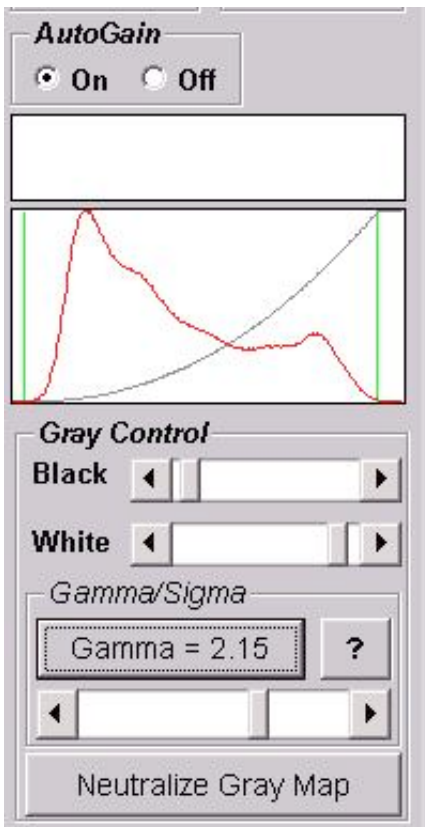 AutoGain
On Off
Gray Control
Black
White
Gamma/Sigma
Gamma = 2.15 ?
Neutralize Gray Map